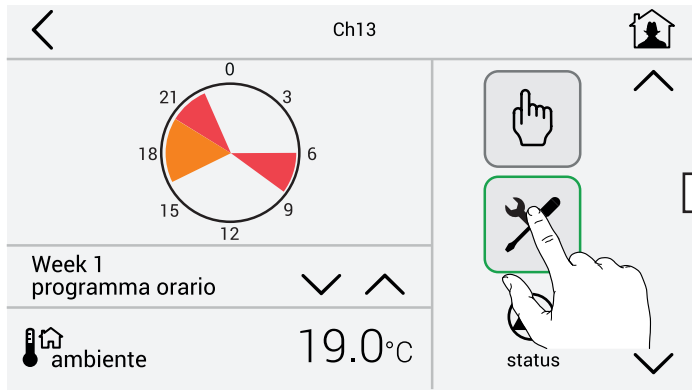 Ch13
0
21
3
18
6
15
9
12
Week 1
programma orario
ambiente
19.0°C
status